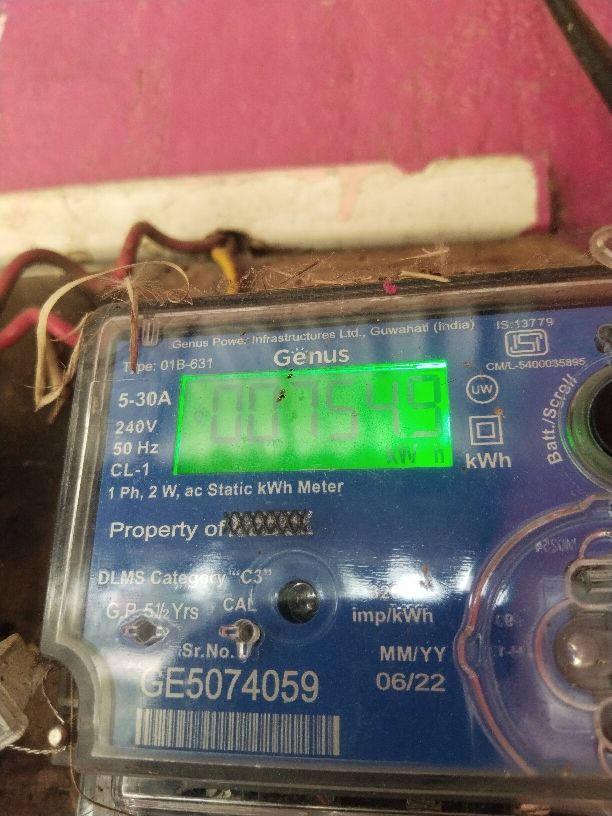 Genus Power Infrastructures Ltd., Guwahati (India)
IS:13779
Type: 01B-631
Genus
CM/L-5400035895
5-30A
240V
50 Hz
CL-1
UW
kWh
Batt./Scroll
1 Ph, 2 W, ac Static kWh Meter
Property of
DLMS Category "C3"
G.P. 5½ Yrs
CAL
imp/kWh
Sr.No.
MM/YY
GE5074059
06/22